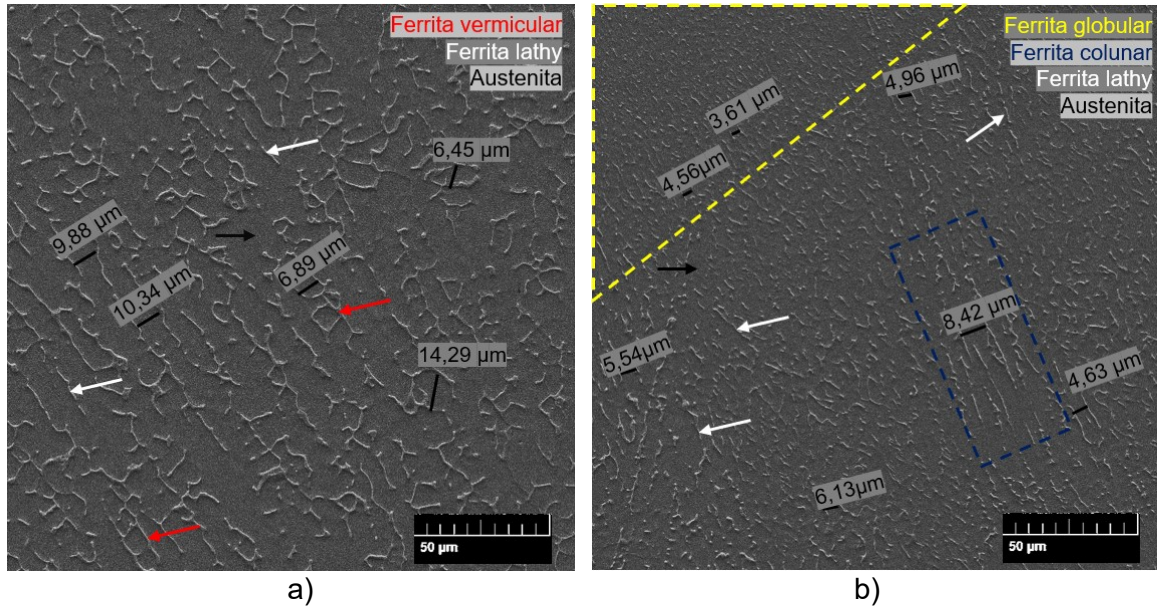 Ferrita vermicular
Ferrita lathy
Austenita
6,45 µm
9,88 µm
6,89 µm
10,34 µm
14,29 µm
50 µm
a)
Ferrita globular
Ferrita colunar
Ferrita lathy
Austenita
4,96 µm
3,61 µm
4,56µm
8,42 µm
5,54µm
4,63 µm
6,13µm
50 µm
b)